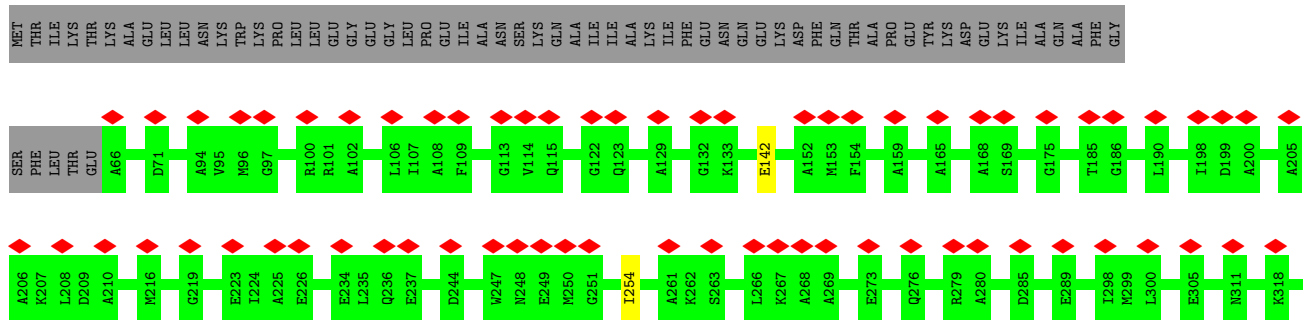 MET THR ILE LYS THR LYS ALA GLU LEU LEU ASN LYS TRP LYS PRO LEU LEU GLU GLY GLU GLY LEU PRO GLU ILE ALA ASN SER LYS GLN ALA ILE ILE ALA LYS ILE PHE GLU ASN GLN GLU LYS ASP PHE GLN THR ALA PRO GLU TYR LYS ASP GLU LYS ILE ALA GLN ALA PHE GLY
SER PHE LEU THR GLU A66 D71 A94 V95 M96 G97 R100 R101 A102 L106 I107 A108 F109 G113 V114 Q115 G122 Q123 A129 G132 K133 E142 A152 M153 F154 A159 A165 A168 S169 G175 T185 G186 L190 I198 D199 A200 A205
A206 K207 L208 D209 A210 M216 G219 E223 I224 A225 E226 E234 L235 Q236 E237 D244 W247 N248 E249 M250 G251 I254 A261 K262 S263 L266 K267 A268 A269 E273 Q276 R279 A280 D285 E289 I298 M299 L300 E305 N311 K318